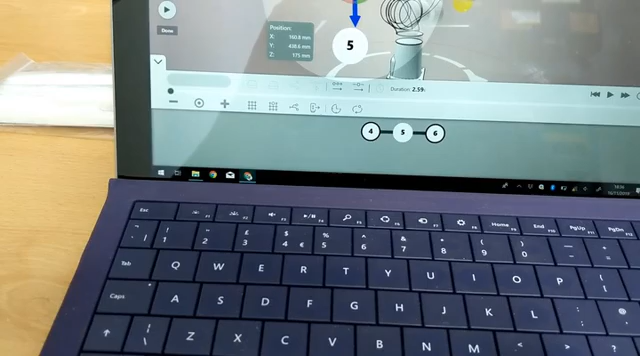 Position:
X: 160.8 mm
Y: 438.6 mm
Z: 175 mm
5
Done
Duration: 2.59s
4 5 6
Esc F1 F2 F3 F4 F5 F6 F7 Home F8 End F9 PgUp F10 PgDn
! 1 " 2 £ 3 $ 4 € % 5 ^ 6 & 7 * 8 ( 9 ) 0 - + =
Tab Q W E R T Y U I O P [
Caps A S D F G H J K L : ; @
| \ Z X C V B N M < > ?